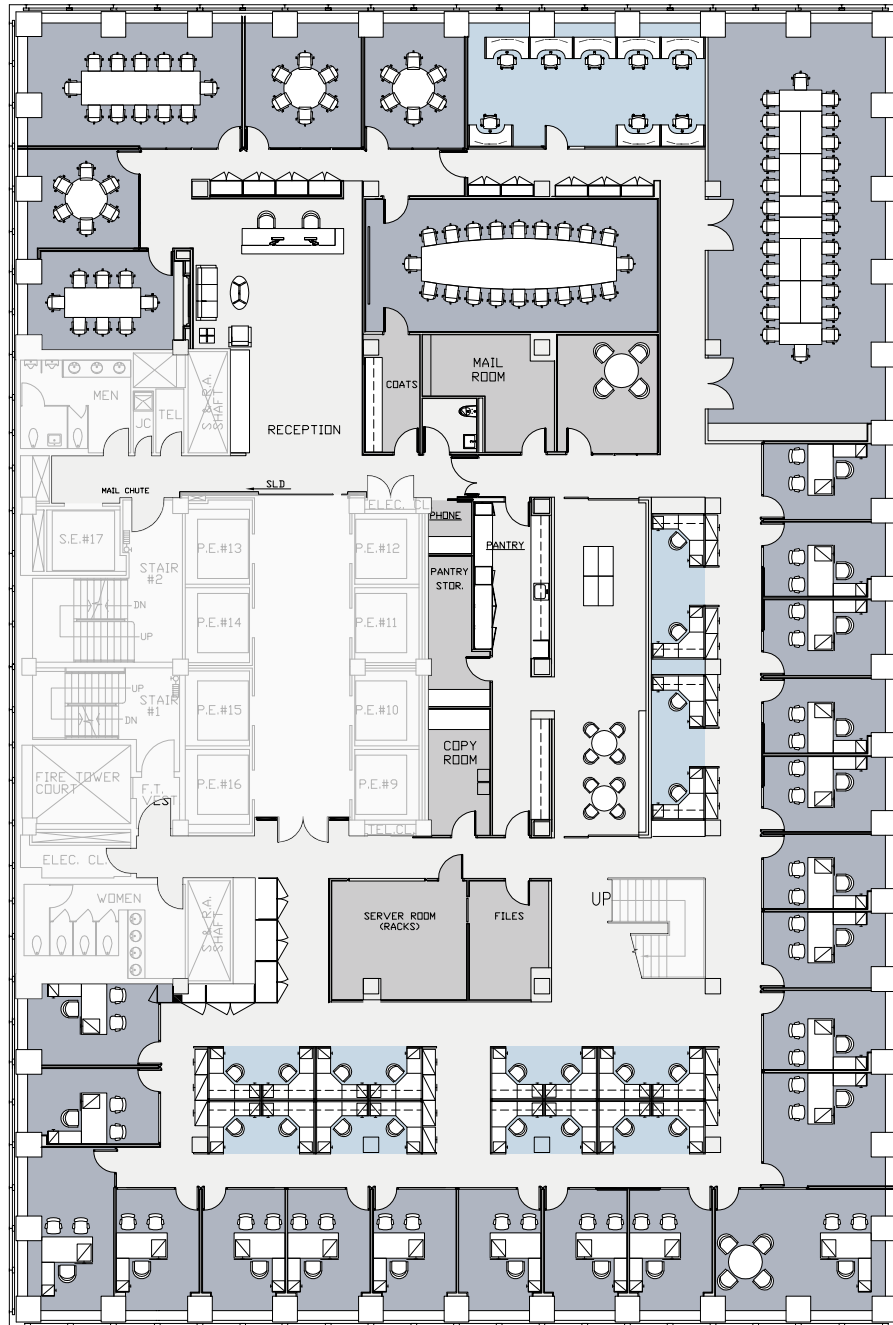 MEN
JC
TEL
S. & R.A.
SHAFT
COATS
MAIL
ROOM
RECEPTION
MAIL CHUTE
SLD
ELEC. CL.
PHONE
PANTRY
S.E.#17
P.E.#13
P.E.#12
STAIR
#2
DN
UP
PANTRY
STOR.
P.E.#14
P.E.#11
UP
DN
STAIR
#1
P.E.#15
P.E.#10
COPY
ROOM
FIRE TOWER
COURT
F.T.
VEST
ES
P.E.#16
P.E.#9
TEL.CL.
ELEC. CL.
WOMEN
S. & R.A.
SHAFT
SERVER ROOM
(RACKS)
FILES
UP